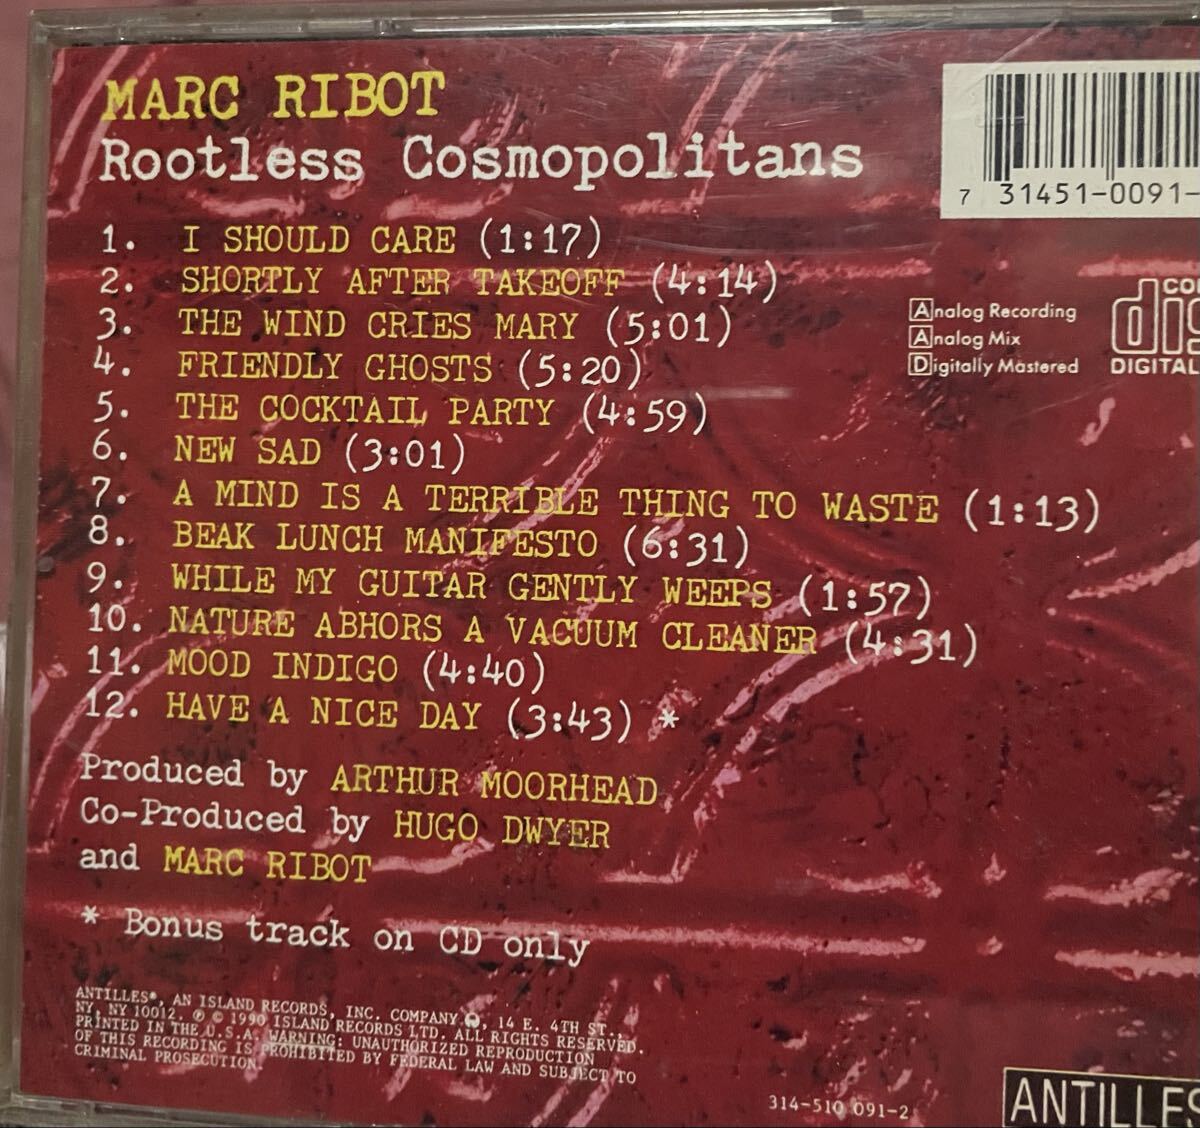 MARC RIBOT
Rootless Cosmopolitans
1. I SHOULD CARE (1:17)
2. SHORTLY AFTER TAKEOFF (4:14)
3. THE WIND CRIES MARY (5:01)
4. FRIENDLY GHOSTS (5:20)
5. THE COCKTAIL PARTY (4:59)
6. NEW SAD (3:01)
7. A MIND IS A TERRIBLE THING TO WASTE (1:13)
8. BEAK LUNCH MANIFESTO (6:31)
9. WHILE MY GUITAR GENTLY WEEPS (1:57)
10. NATURE ABHORS A VACUUM CLEANER (4:31)
11. MOOD INDIGO (4:40)
12. HAVE A NICE DAY (3:43) *
Produced by ARTHUR MOORHEAD
Co-Produced by HUGO DWYER
and MARC RIBOT
* Bonus track on CD only
ANTILLES®, AN ISLAND RECORDS, INC. COMPANY, 14 E. 4TH ST.,
NY, NY 10012. ℗ © 1990 ISLAND RECORDS LTD. ALL RIGHTS RESERVED.
PRINTED IN THE U.S.A. WARNING: UNAUTHORIZED REPRODUCTION
OF THIS RECORDING IS PROHIBITED BY FEDERAL LAW AND SUBJECT TO
CRIMINAL PROSECUTION.
7 31451-0091-
Analog Recording
Analog Mix
Digitally Mastered
CO
dis
DIGITAL
314-510 091-2
ANTILLES